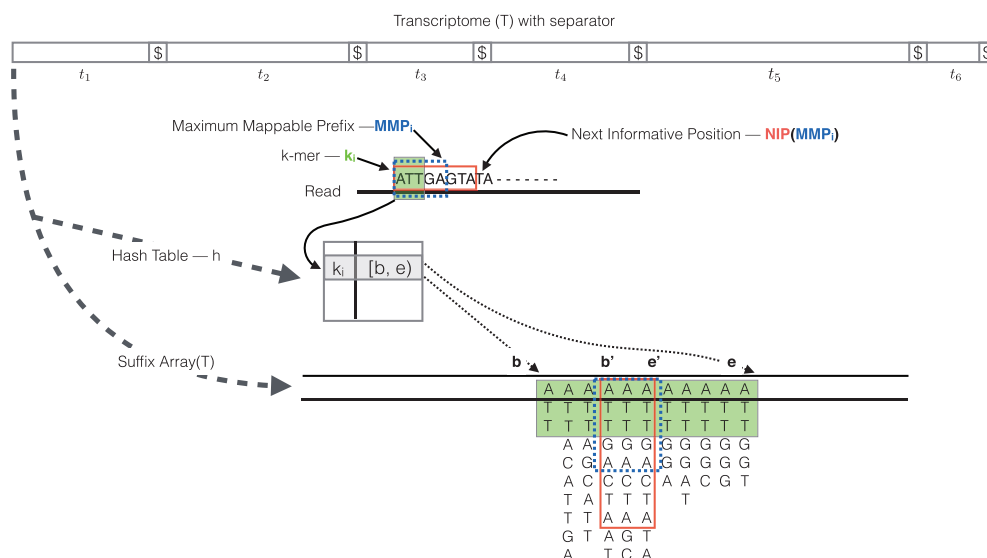 Transcriptome (T) with separator
$ $ $ $ $ $
t1 t2 t3 t4 t5 t6
Maximum Mappable Prefix —MMPi
Next Informative Position — NIP(MMPi)
k-mer — ki
Read
ATTGAGTATA - - - - - - -
Hash Table — h
ki [b, e)
Suffix Array(T)
b b’ e’ e
A A A A A A A A A A A
T T T T T T T T T T T
T T T T T T T T T T T
A A G G G G G G G G
C G A A A G G G G G
A C C C C A A C G T
T A T T T T
T T A A A
G T A G T
A T C A